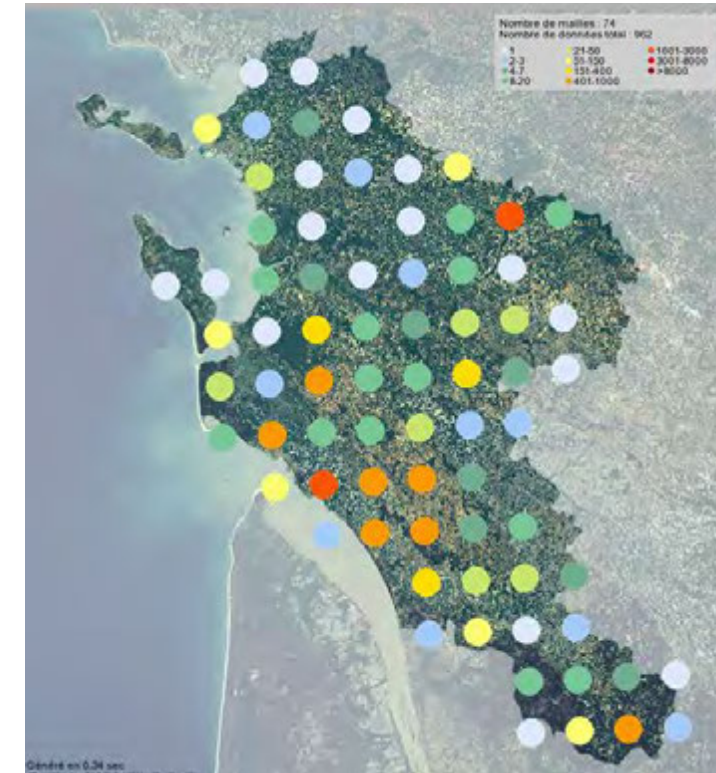 Nombre de mailles : 74
Nombre de données total : 962
1 21-50 1001-3000
2-3 51-150 3001-8000
4-7 151-400 >8000
8-20 401-1000
Généré en 0.34 sec